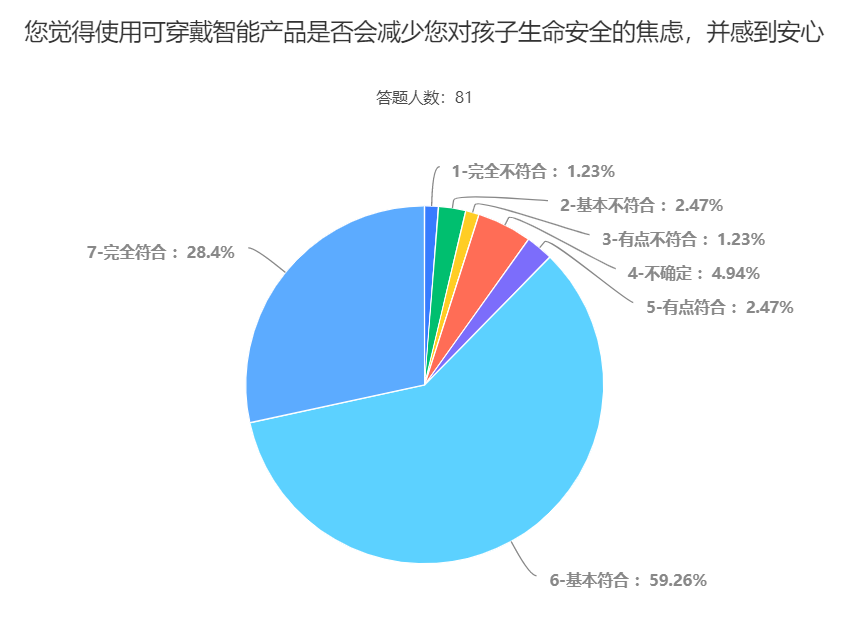 您觉得使用可穿戴智能产品是否会减少您对孩子生命安全的焦虑，并感到安心
答题人数：81
1-完全不符合： 1.23%
2-基本不符合： 2.47%
3-有点不符合： 1.23%
7-完全符合： 28.4%
4-不确定： 4.94%
5-有点符合： 2.47%
6-基本符合： 59.26%